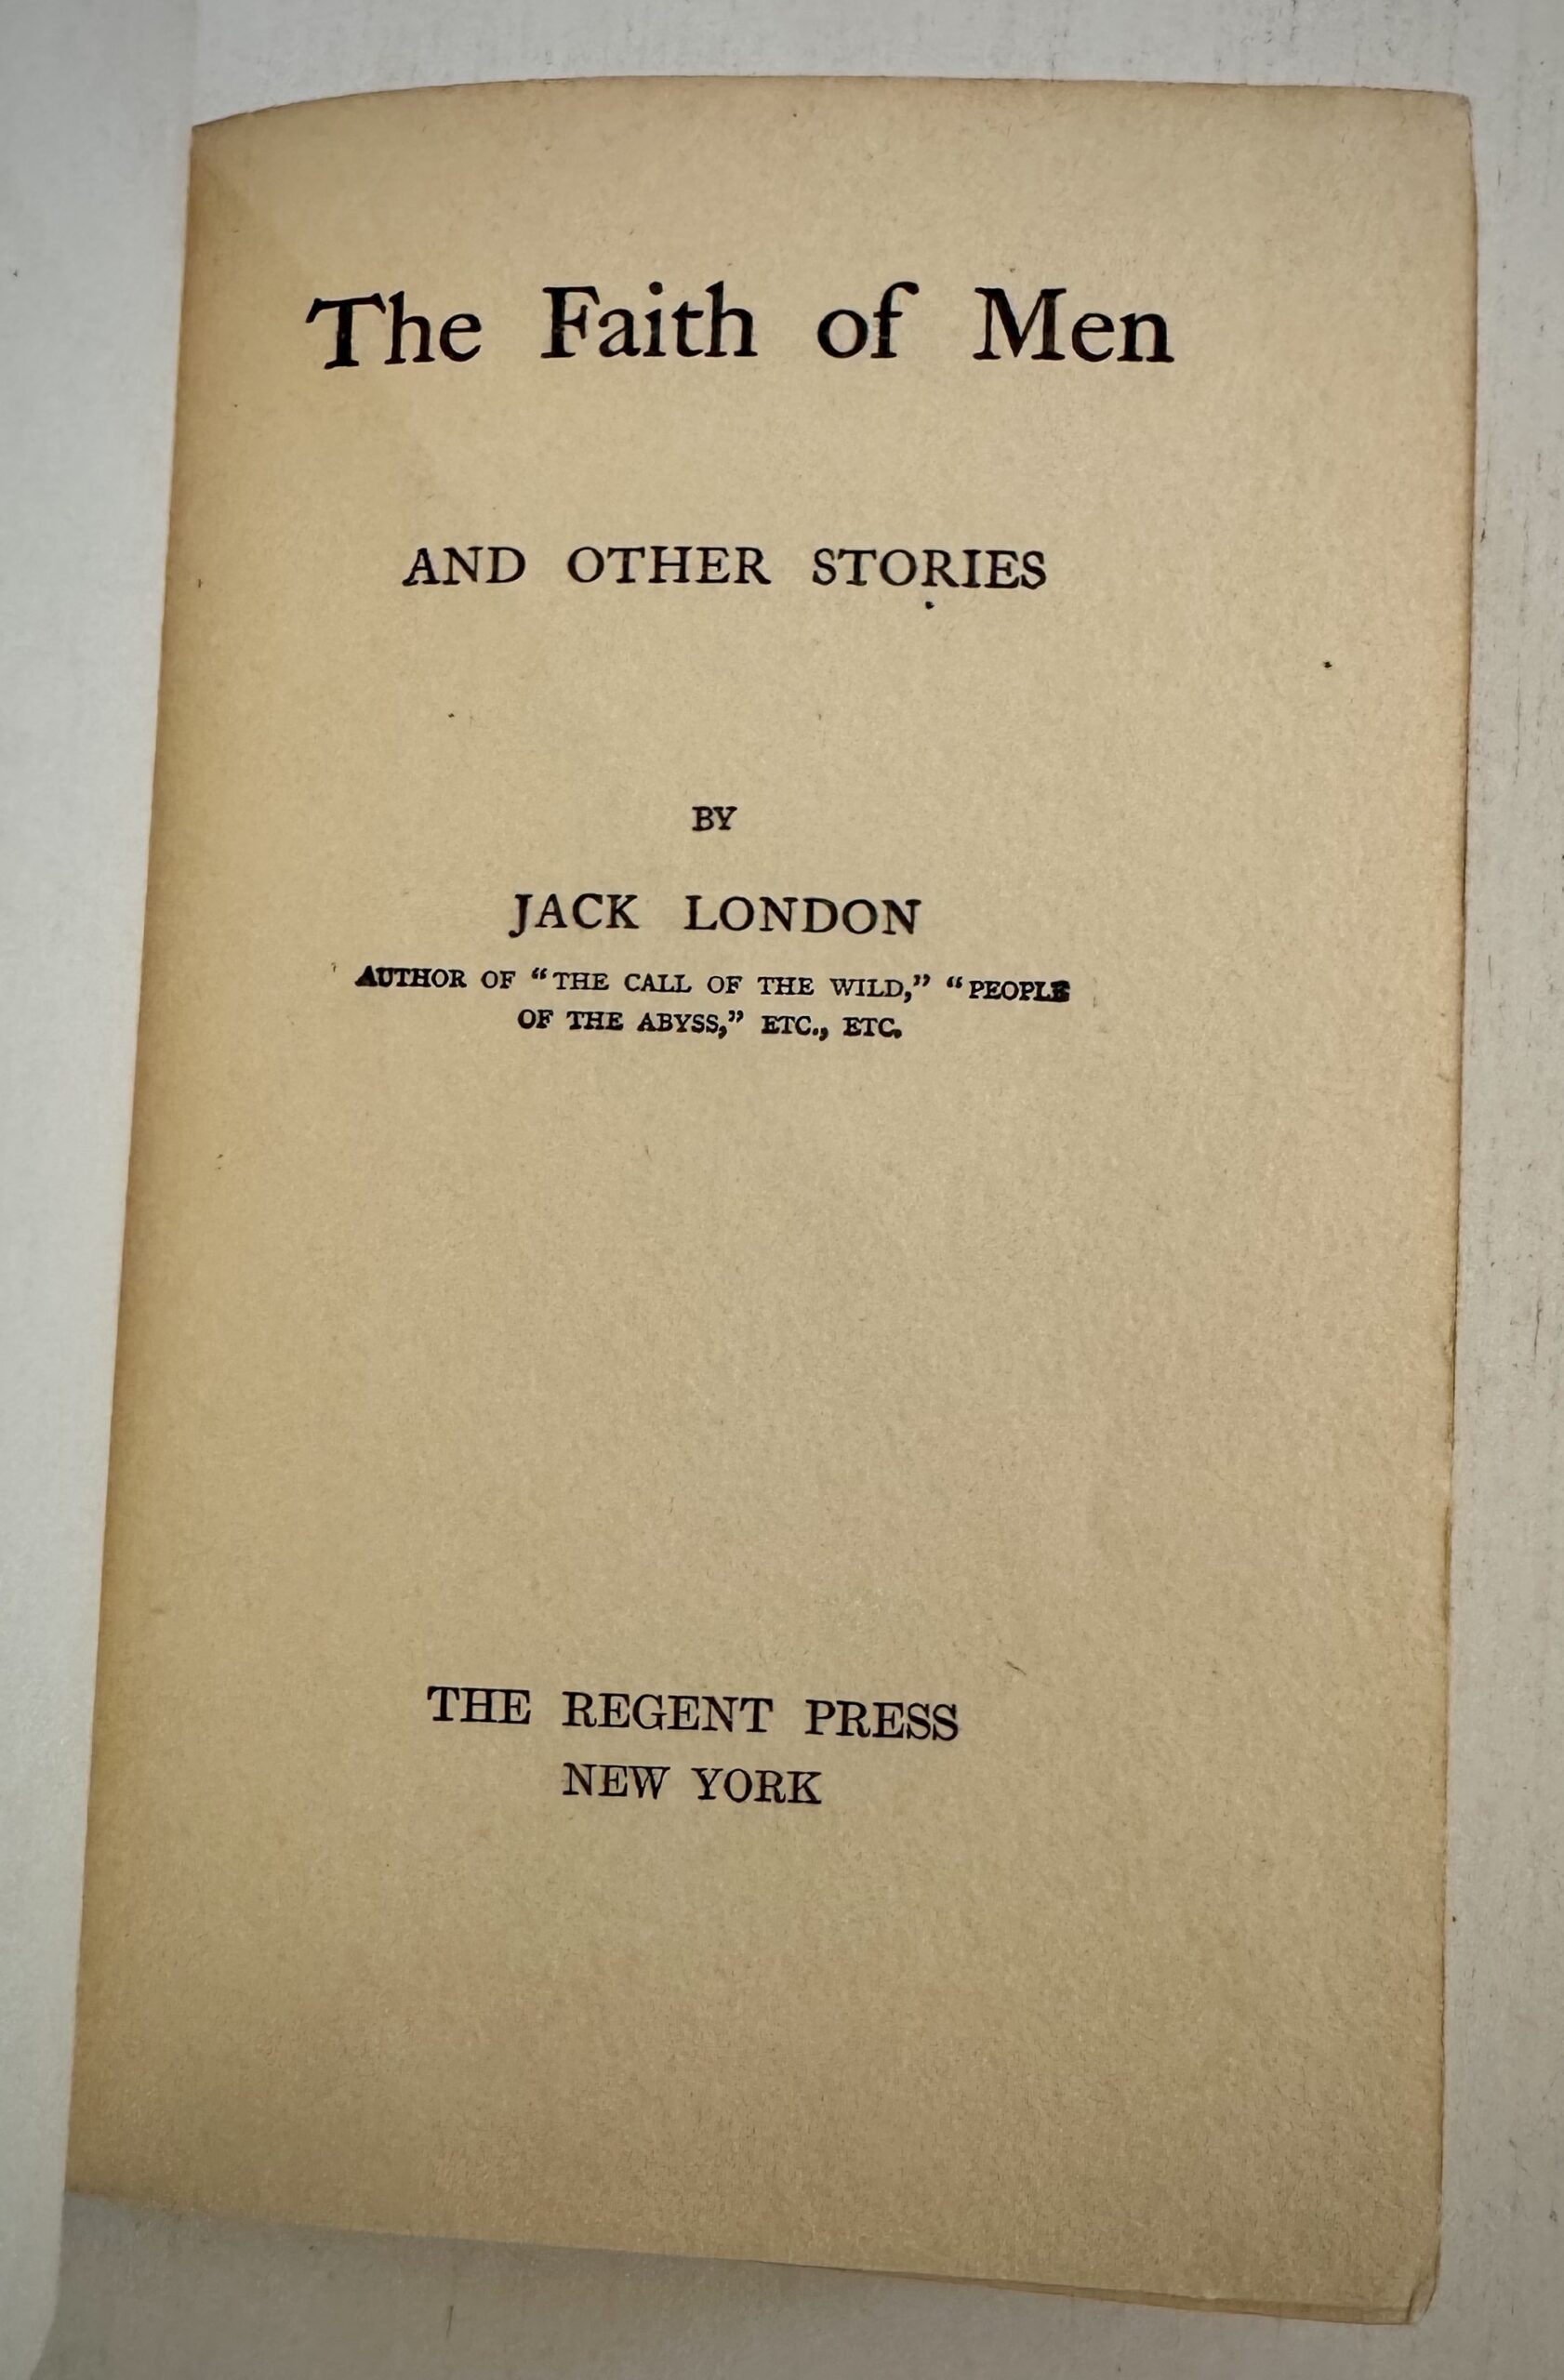 The Faith of Men
AND OTHER STORIES
BY
JACK LONDON
AUTHOR OF “THE CALL OF THE WILD,” “PEOPLE
OF THE ABYSS,” ETC., ETC.
THE REGENT PRESS
NEW YORK